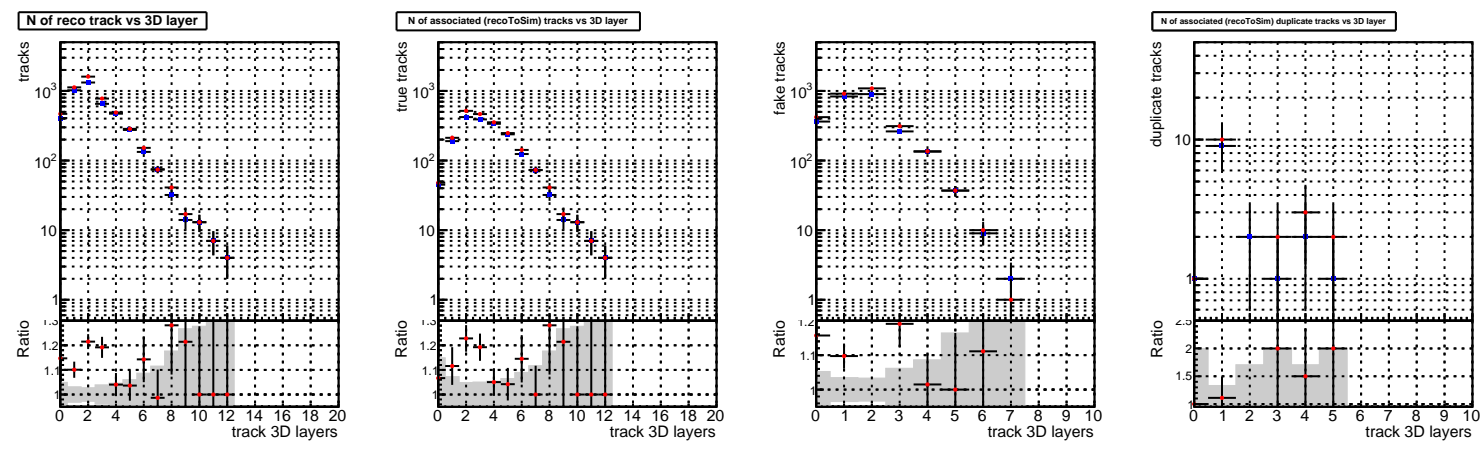 N of reco track vs 3D layer
tracks
10³
10²
10
1
Ratio
1.3
1.2
1.1
1
0 2 4 6 8 10 12 14 16 18 20
track 3D layers
N of associated (recoToSim) tracks vs 3D layer
true tracks
10³
10²
10
1
Ratio
1.3
1.2
1.1
1
0 2 4 6 8 10 12 14 16 18 20
track 3D layers
fake tracks
10³
10²
10
1
Ratio
1.2
1.1
1
0 1 2 3 4 5 6 7 8 9 10
track 3D layers
N of associated (recoToSim) duplicate tracks vs 3D layer
duplicate tracks
10
1
Ratio
2.5
2
1.5
1
0 1 2 3 4 5 6 7 8 9 10
track 3D layers